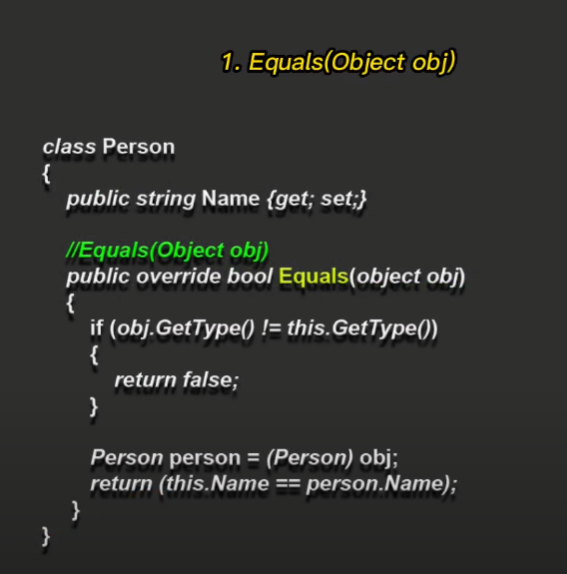 1. Equals(Object obj)
class Person
{
public string Name {get; set;}
//Equals(Object obj)
public override bool Equals(object obj)
{
if (obj.GetType() != this.GetType())
{
return false;
}
Person person = (Person) obj;
return (this.Name == person.Name);
}
}